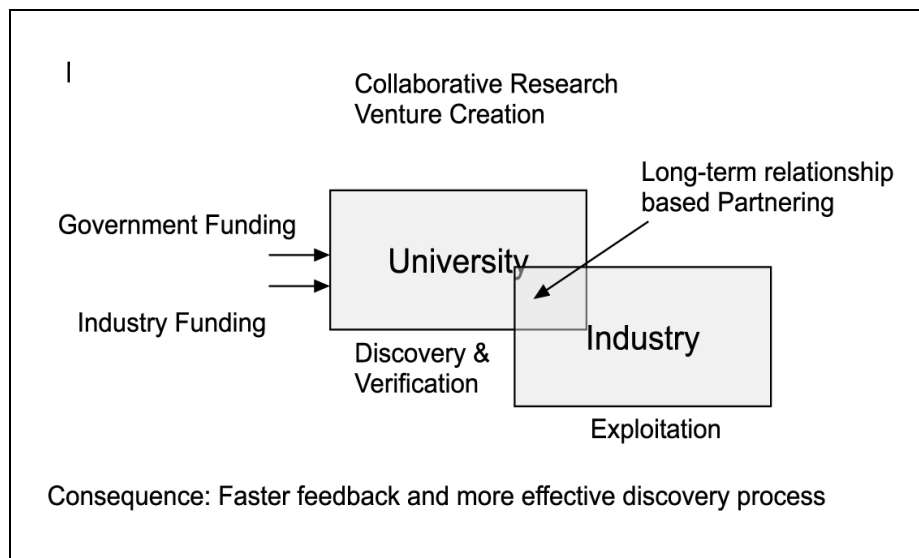 I
Collaborative Research
Venture Creation
Long-term relationship
based Partnering
Government Funding
University
Industry Funding
Industry
Discovery &
Verification
Exploitation
Consequence: Faster feedback and more effective discovery process